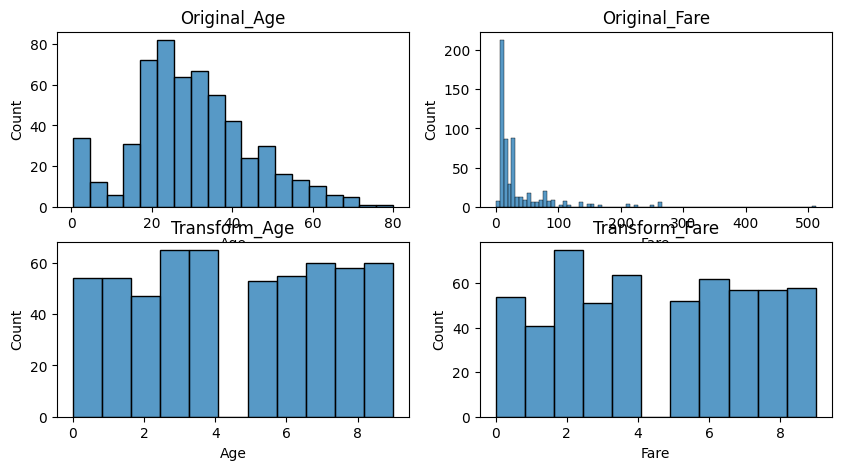 Original_Age
Original_Fare
Count
80
60
40
20
0
0 20 40 60 80
Age
Count
200
150
100
50
0
0 100 200 300 400 500
Fare
Transform_Age
Transform_Fare
Count
60
40
20
0
0 2 4 6 8
Age
Count
60
40
20
0
0 2 4 6 8
Fare